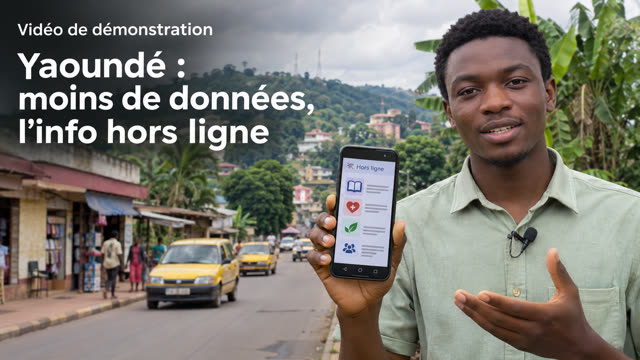 Vidéo de démonstration
Yaoundé :
moins de données,
l’info hors ligne
Hors ligne